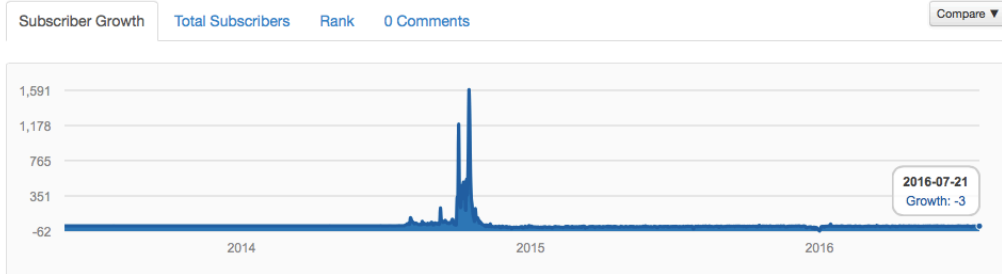 Subscriber Growth Total Subscribers Rank 0 Comments Compare ▼
1,591
1,178
765
351
-62
2016-07-21
Growth: -3
2014 2015 2016